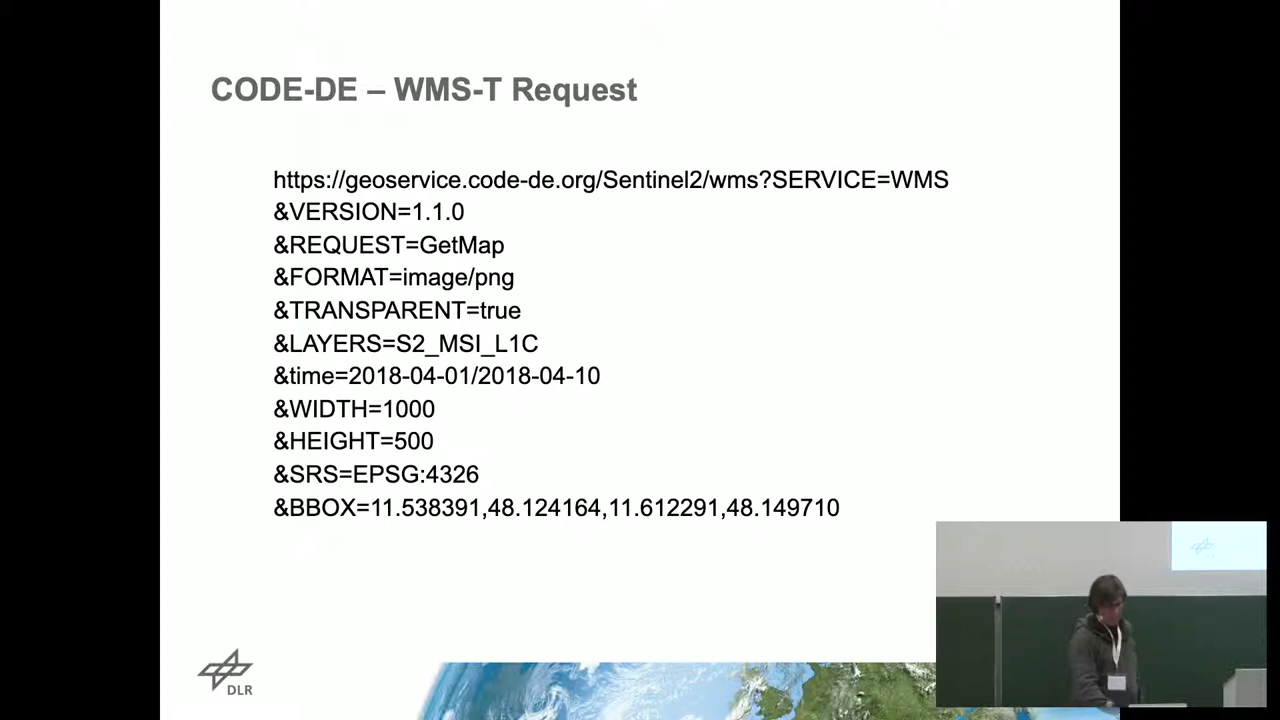 CODE-DE – WMS-T Request
https://geoservice.code-de.org/Sentinel2/wms?SERVICE=WMS
&VERSION=1.1.0
&REQUEST=GetMap
&FORMAT=image/png
&TRANSPARENT=true
&LAYERS=S2_MSI_L1C
&time=2018-04-01/2018-04-10
&WIDTH=1000
&HEIGHT=500
&SRS=EPSG:4326
&BBOX=11.538391,48.124164,11.612291,48.149710
DLR